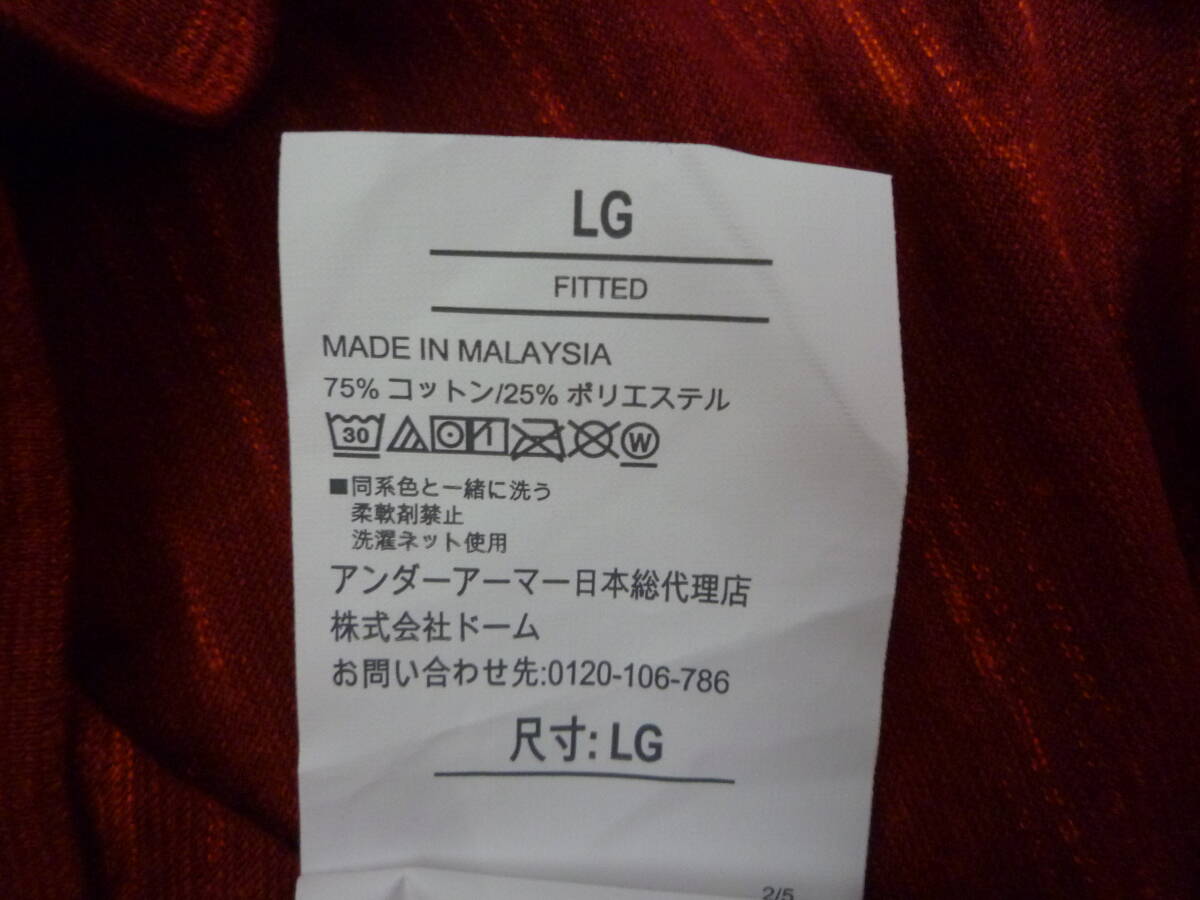 LG
FITTED
MADE IN MALAYSIA
75% コットン/25% ポリエステル
30 W
■同系色と一緒に洗う
柔軟剤禁止
洗濯ネット使用
アンダーアーマー日本総代理店
株式会社ドーム
お問い合わせ先:0120-106-786
尺寸: LG
2/5